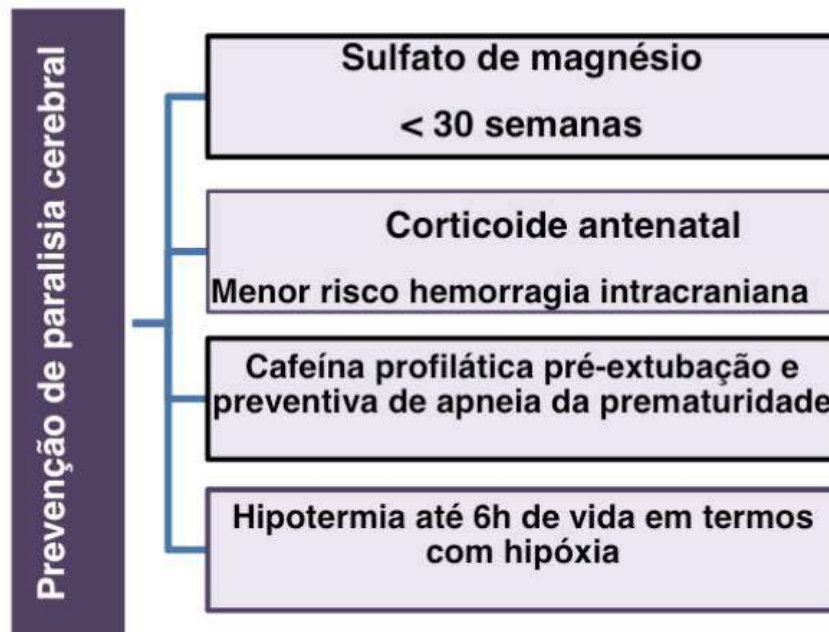 Prevenção de paralisia cerebral
Sulfato de magnésio
< 30 semanas
Corticoide antenatal
Menor risco hemorragia intracraniana
Cafeína profilática pré-extubação e
preventiva de apneia da prematuridade
Hipotermia até 6h de vida em termos
com hipóxia